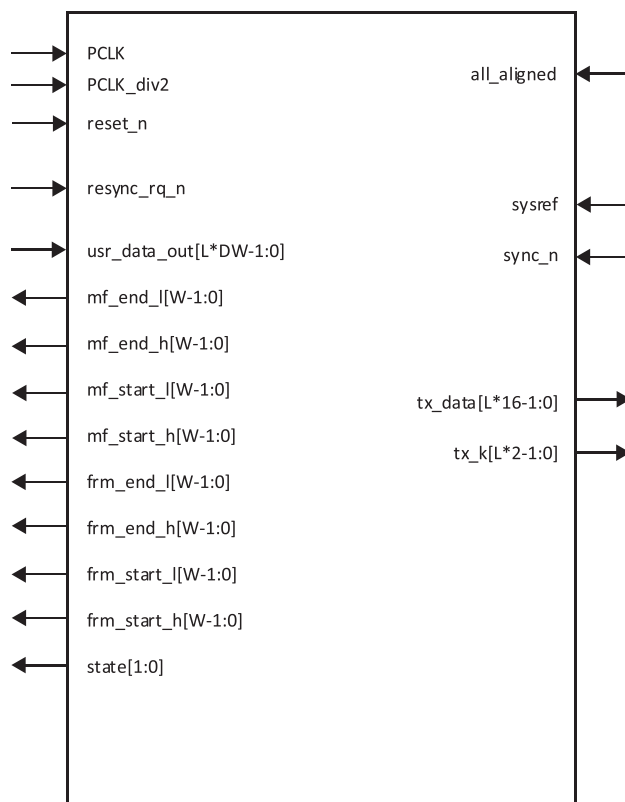 PCLK
PCLK_div2
reset_n
resync_rq_n
usr_data_out[L*DW-1:0]
mf_end_l[W-1:0]
mf_end_h[W-1:0]
mf_start_l[W-1:0]
mf_start_h[W-1:0]
frm_end_l[W-1:0]
frm_end_h[W-1:0]
frm_start_l[W-1:0]
frm_start_h[W-1:0]
state[1:0]
all_aligned
sysref
sync_n
tx_data[L*16-1:0]
tx_k[L*2-1:0]